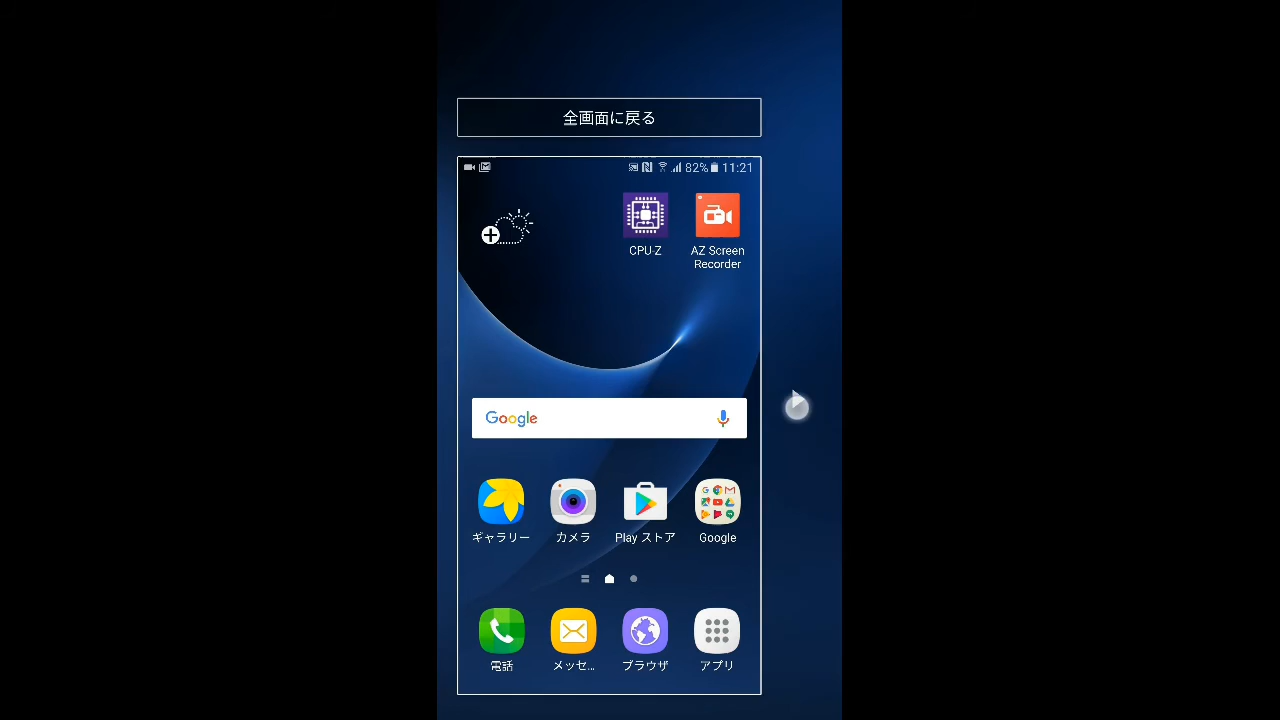 全画面に戻る
82% 11:21
CPU-Z
AZ Screen
Recorder
Google
ギャラリー
カメラ
Play ストア
Google
電話
メッセ...
ブラウザ
アプリ